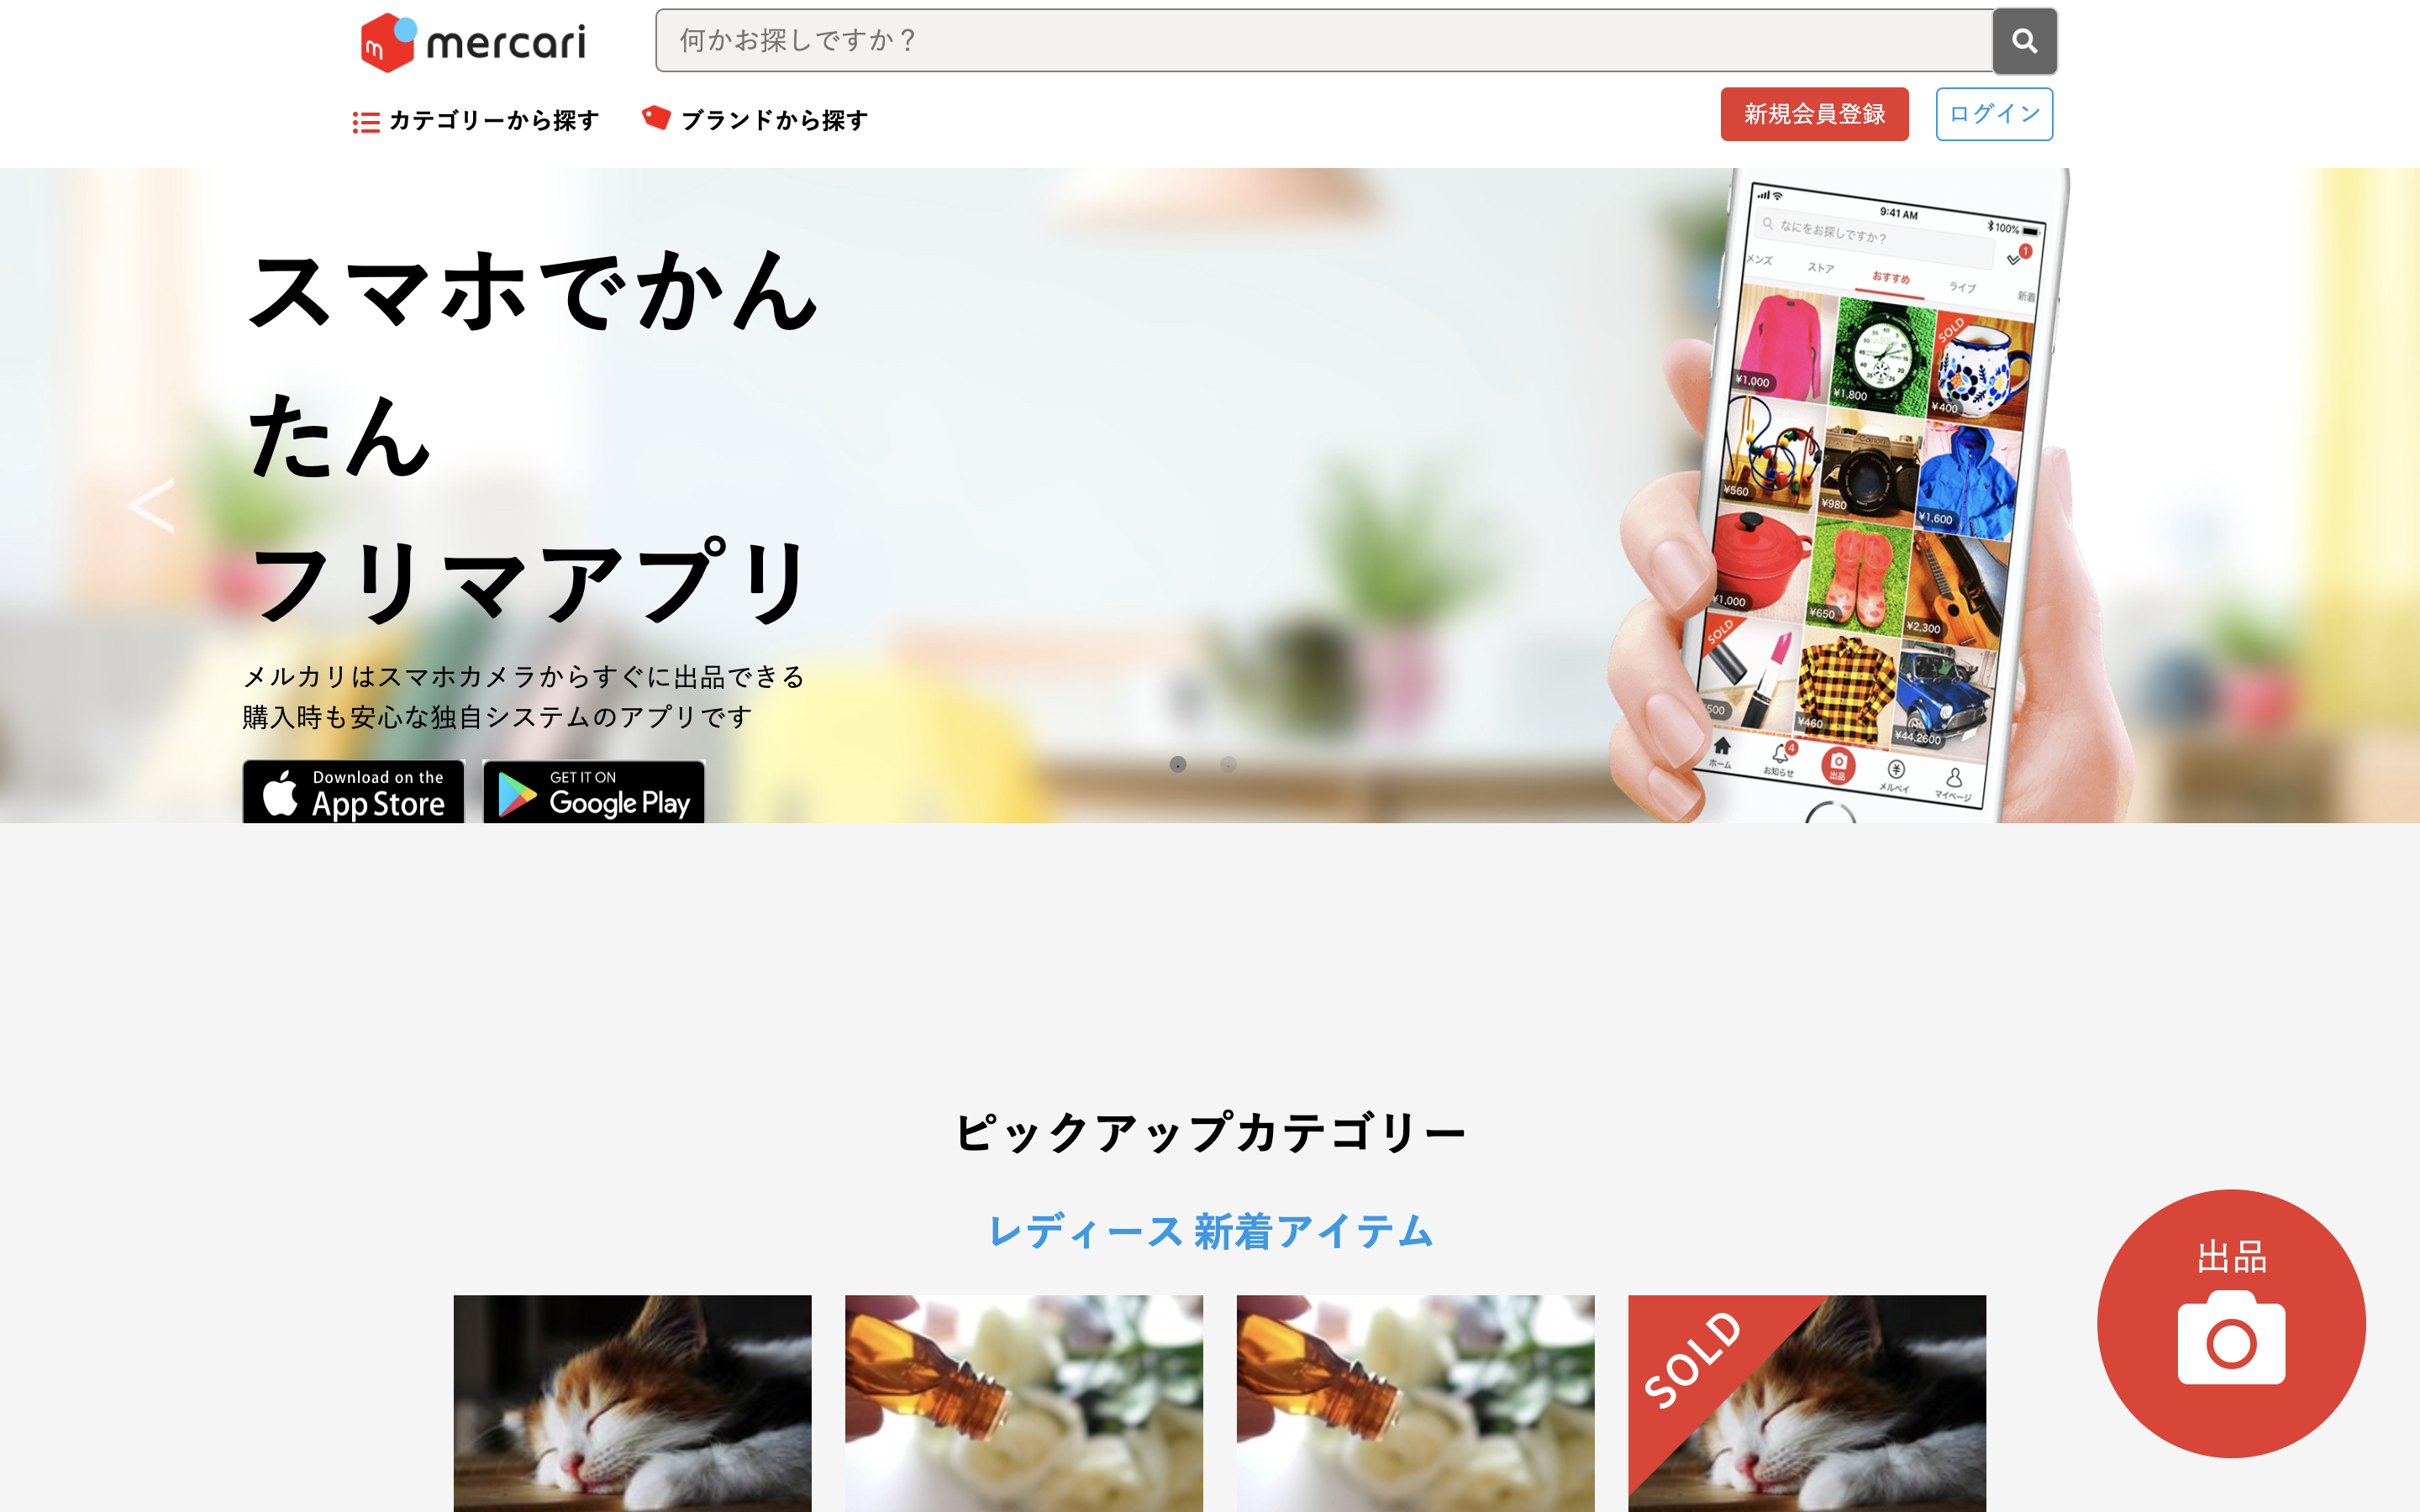 mercari
何かお探しですか？
カテゴリーから探す
ブランドから探す
新規会員登録
ログイン
スマホでかん
たん
フリマアプリ
メルカリはスマホカメラからすぐに出品できる
購入時も安心な独自システムのアプリです
Download on the
App Store
GET IT ON
Google Play
9:41 AM
100%
なにをお探しですか？
1
メンズ
ストア
おすすめ
ライブ
新着
¥1,000
¥1,800
SOLD
¥400
¥560
Canon
¥980
¥1,600
¥1,000
¥650
¥2,300
SOLD
500
¥460
¥44,2600
ホーム
4
お知らせ
出品
メルペイ
マイページ
ピックアップカテゴリー
レディース 新着アイテム
出品
SOLD